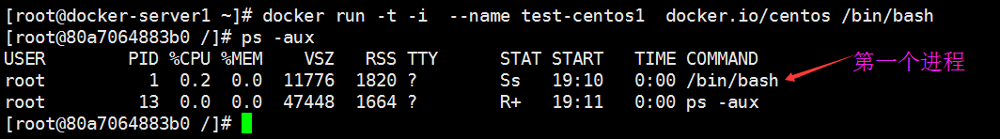 [root@docker-server1 ~]# docker run -t -i  --name test-centos1  docker.io/centos /bin/bash
[root@80a7064883b0 /]# ps -aux
USER       PID %CPU %MEM    VSZ   RSS TTY      STAT START   TIME COMMAND
root         1  0.2  0.0  11776  1820 ?        Ss   19:10   0:00 /bin/bash 第一个进程
root        13  0.0  0.0  47448  1664 ?        R+   19:11   0:00 ps -aux
[root@80a7064883b0 /]#